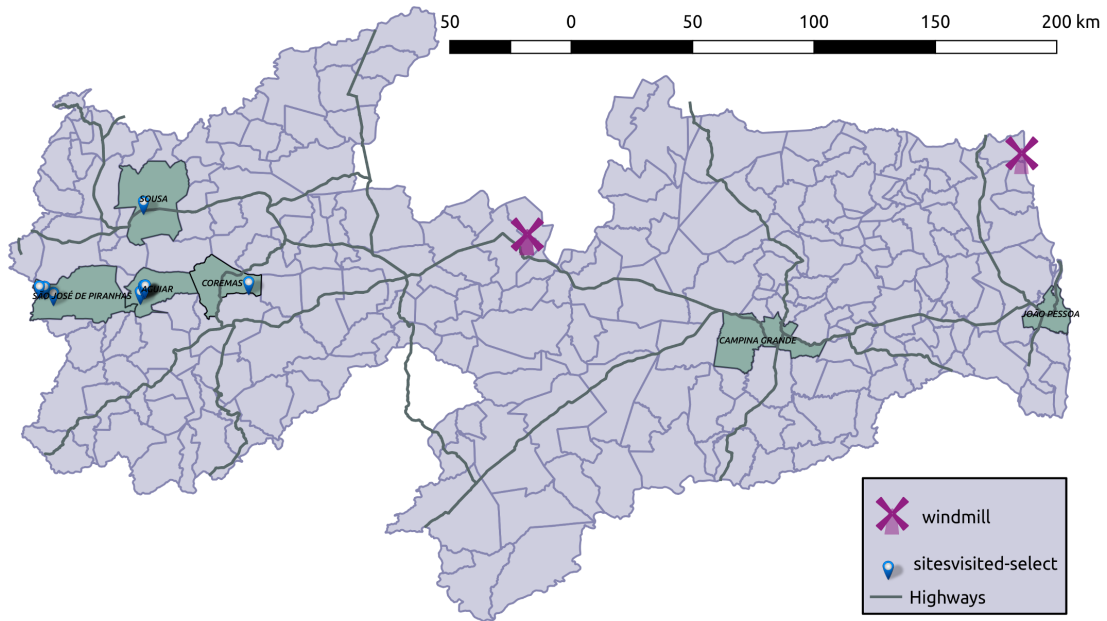 50 0 50 100 150 200 km
SOUSA
SÃO JOSÉ DE PIRANHAS
AGUIAR
COREMAS
CAMPINA GRANDE
JOÃO PESSOA
windmill
sitesvisited-select
Highways